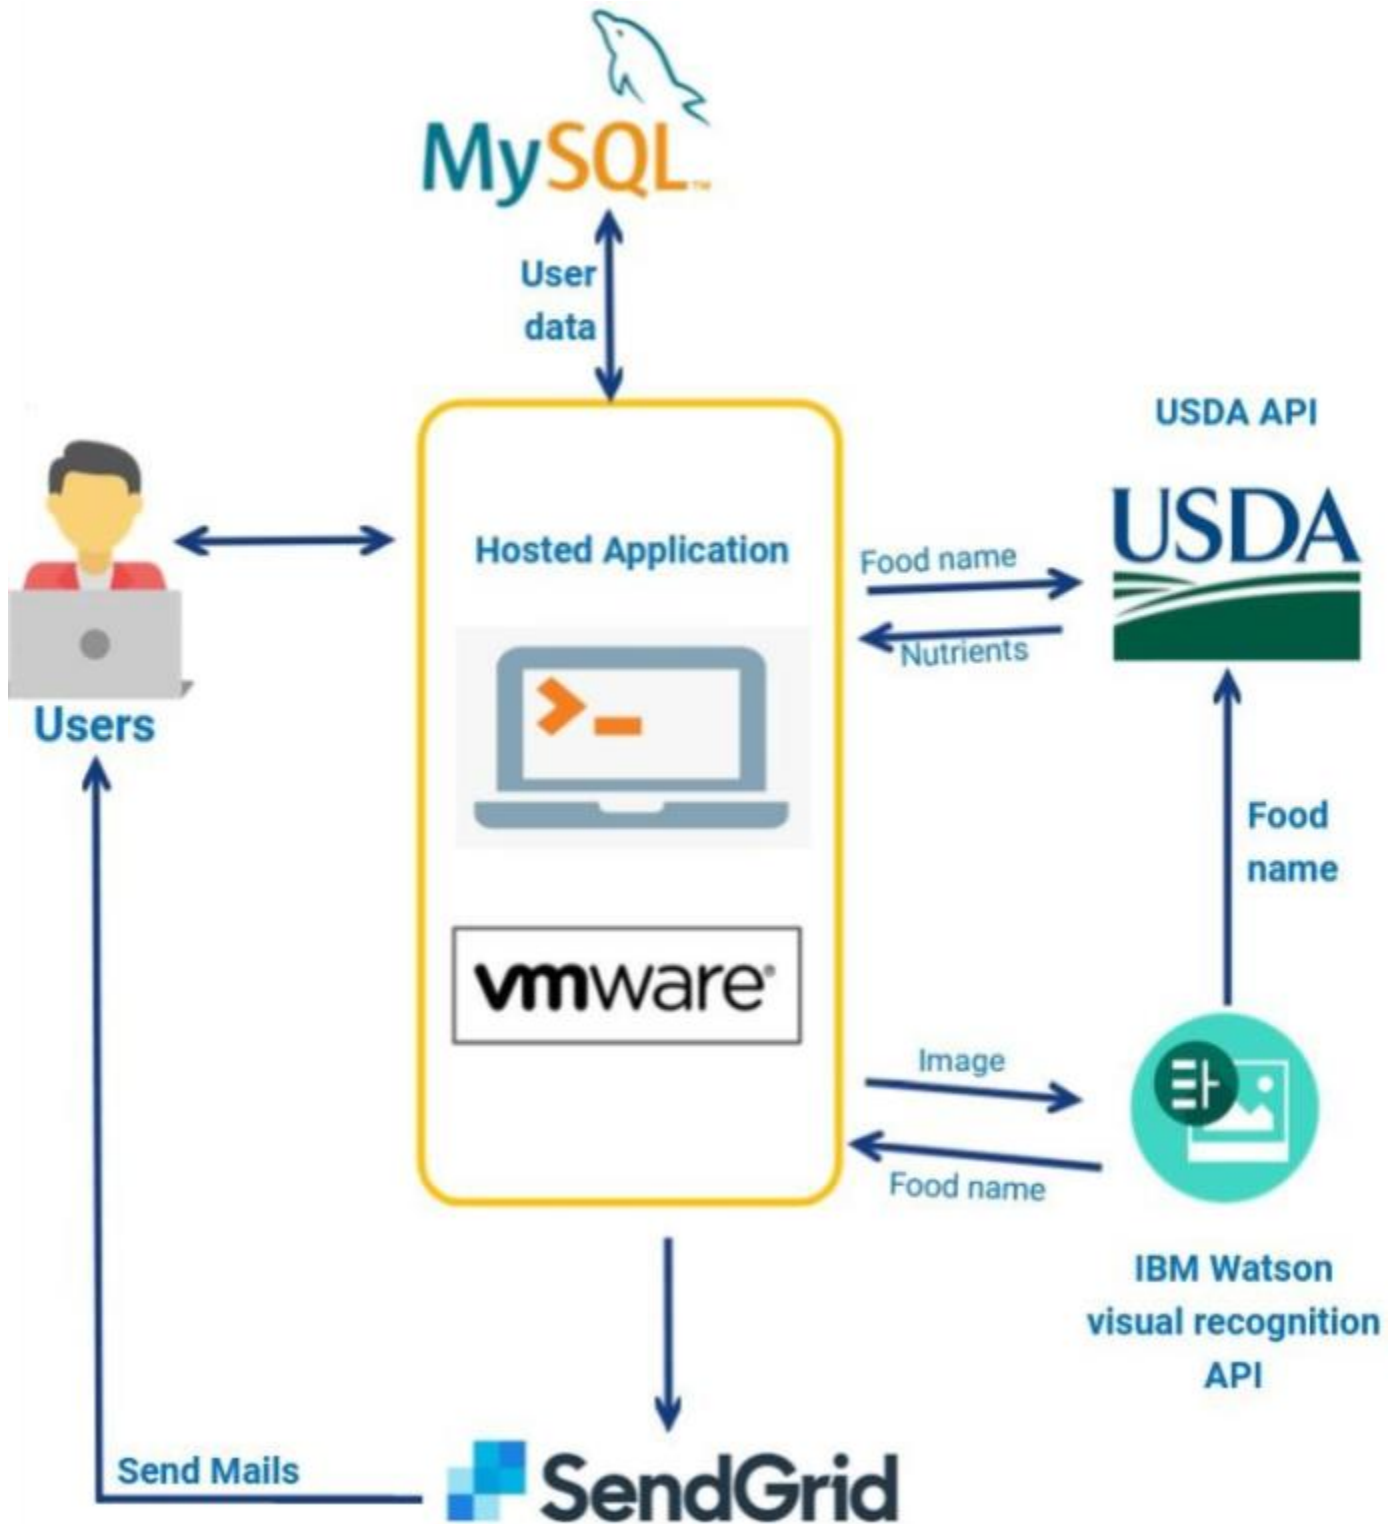 MySQL™
User
data
USDA API
USDA
Hosted Application
Food name
Nutrients
Users
Food
name
vmware®
Image
Food name
IBM Watson
visual recognition
API
Send Mails
SendGrid